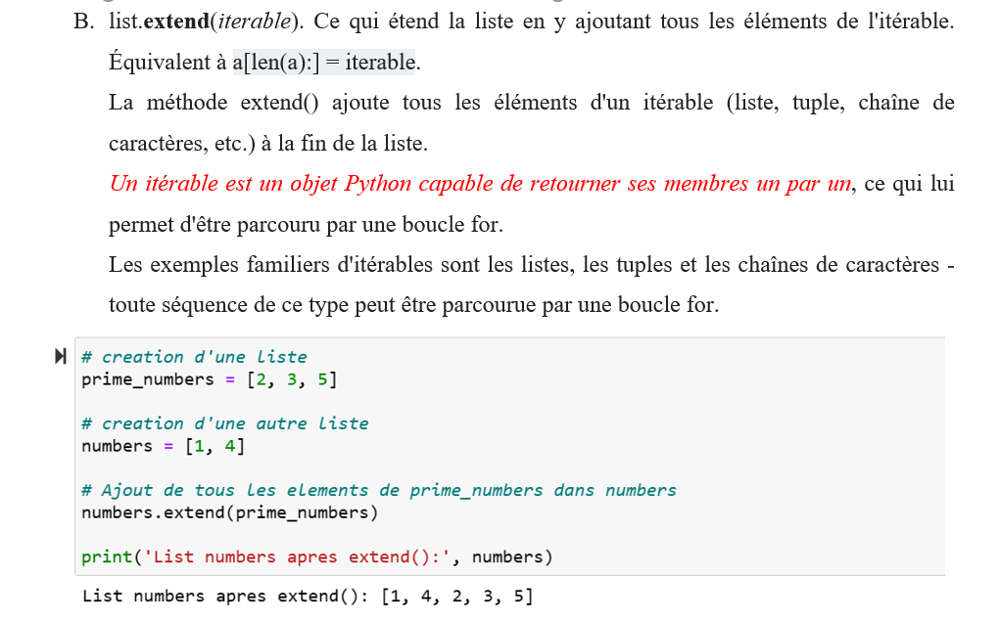 B. list.extend(iterable). Ce qui étend la liste en y ajoutant tous les éléments de l'itérable.
Équivalent à a[len(a):] = iterable.
La méthode extend() ajoute tous les éléments d'un itérable (liste, tuple, chaîne de
caractères, etc.) à la fin de la liste.
Un itérable est un objet Python capable de retourner ses membres un par un, ce qui lui
permet d'être parcouru par une boucle for.
Les exemples familiers d'itérables sont les listes, les tuples et les chaînes de caractères -
toute séquence de ce type peut être parcourue par une boucle for.
# creation d'une liste
prime_numbers = [2, 3, 5]
# creation d'une autre liste
numbers = [1, 4]
# Ajout de tous les elements de prime_numbers dans numbers
numbers.extend(prime_numbers)
print('List numbers apres extend():', numbers)
List numbers apres extend(): [1, 4, 2, 3, 5]